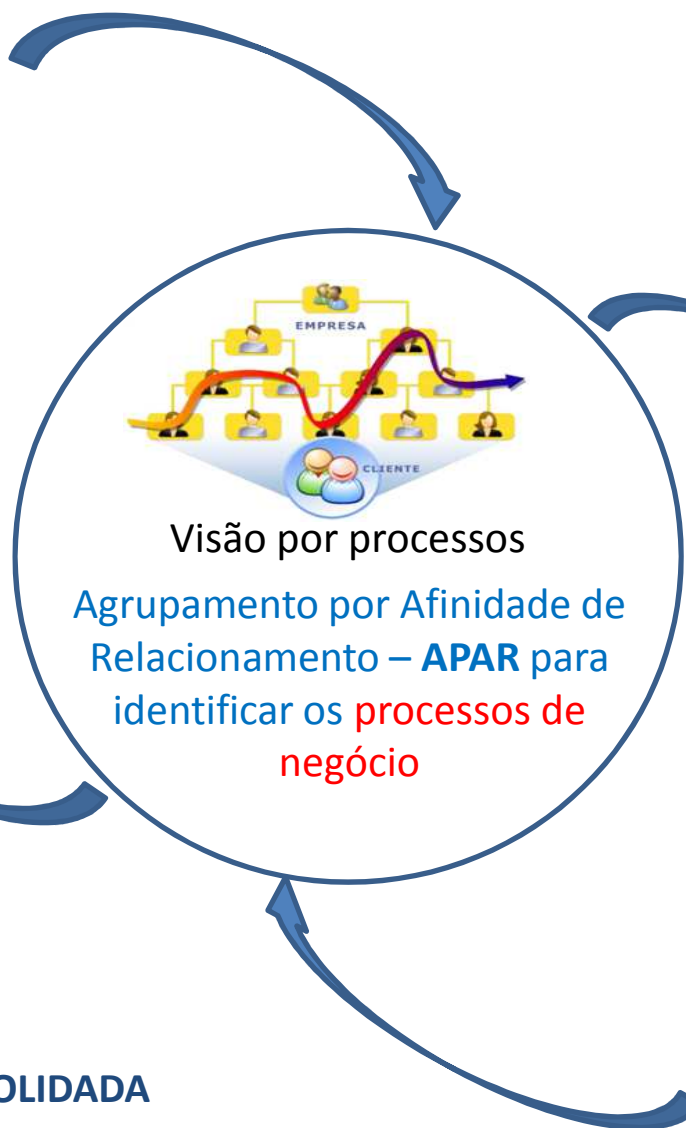 EMPRESA
CLIENTE
Visão por processos
Agrupamento por Afinidade de
Relacionamento – APAR para
identificar os processos de
negócio
OLIDADA